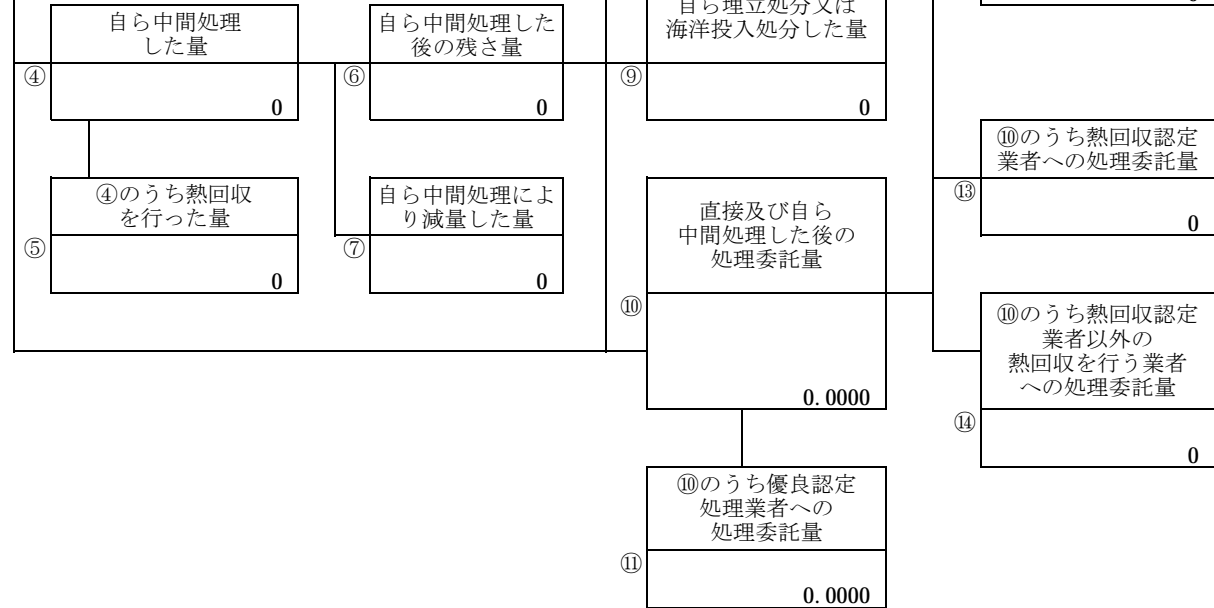 自ら中間処理
した量
④
0
自ら中間処理した
後の残さ量
⑥
0
自ら埋立処分又は
海洋投入処分した量
⑨
0
⑩のうち熱回収認定
業者への処理委託量
⑬
0
④のうち熱回収
を行った量
⑤
0
自ら中間処理によ
り減量した量
⑦
0
直接及び自ら
中間処理した後の
処理委託量
⑩
0.0000
⑩のうち熱回収認定
業者以外の
熱回収を行う業者
への処理委託量
⑭
0
⑩のうち優良認定
処理業者への
処理委託量
⑪
0.0000